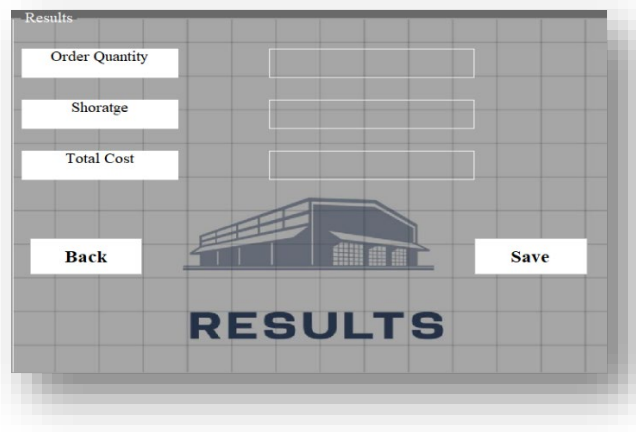 Results
Order Quantity
Shoratge
Total Cost
Back
Save
RESULTS